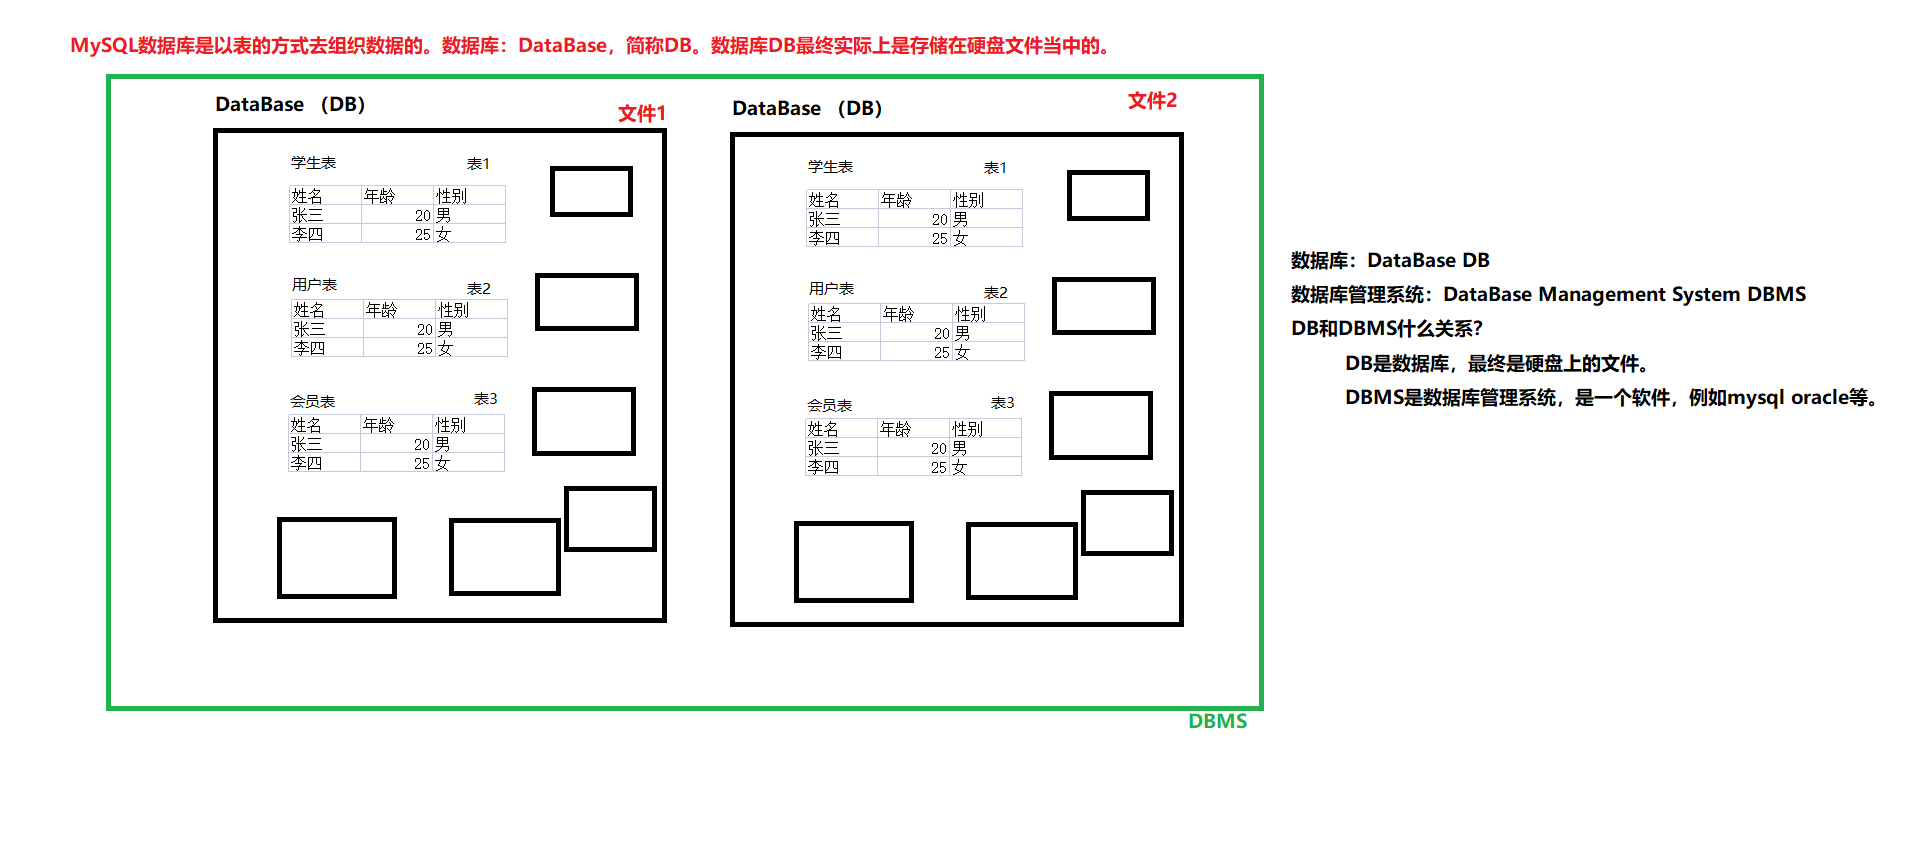 MySQL数据库是以表的方式去组织数据的。数据库：DataBase，简称DB。数据库DB最终实际上是存储在硬盘文件当中的。
DataBase （DB）
文件1
学生表 表1
姓名 年龄 性别
张三 20 男
李四 25 女
用户表 表2
姓名 年龄 性别
张三 20 男
李四 25 女
会员表 表3
姓名 年龄 性别
张三 20 男
李四 25 女
DataBase （DB）
文件2
学生表 表1
姓名 年龄 性别
张三 20 男
李四 25 女
用户表 表2
姓名 年龄 性别
张三 20 男
李四 25 女
会员表 表3
姓名 年龄 性别
张三 20 男
李四 25 女
DBMS
数据库：DataBase DB
数据库管理系统：DataBase Management System DBMS
DB和DBMS什么关系？
DB是数据库，最终是硬盘上的文件。
DBMS是数据库管理系统，是一个软件，例如mysql oracle等。